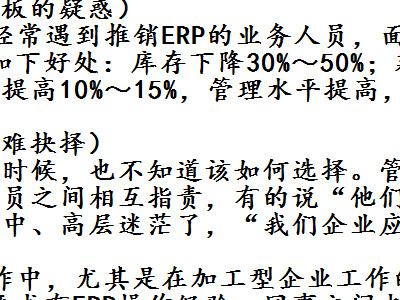 板的疑惑）
经常遇到推销ERP的业务人员，面
如下好处：库存下降30%～50%；
提高10%～15%，管理水平提高，
难抉择）
时候，也不知道该如何选择。管
员之间相互指责，有的说“他们
中、高层迷茫了，“我们企业应
作中，尤其是在加工型企业工作的